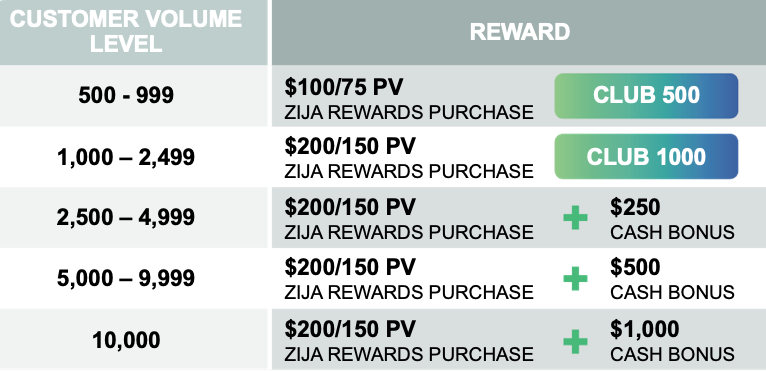 CUSTOMER VOLUME
LEVEL
REWARD
500 - 999
$100/75 PV
ZIJA REWARDS PURCHASE
CLUB 500
1,000 – 2,499
$200/150 PV
ZIJA REWARDS PURCHASE
CLUB 1000
2,500 – 4,999
$200/150 PV
ZIJA REWARDS PURCHASE
+
$250
CASH BONUS
5,000 – 9,999
$200/150 PV
ZIJA REWARDS PURCHASE
+
$500
CASH BONUS
10,000
$200/150 PV
ZIJA REWARDS PURCHASE
+
$1,000
CASH BONUS